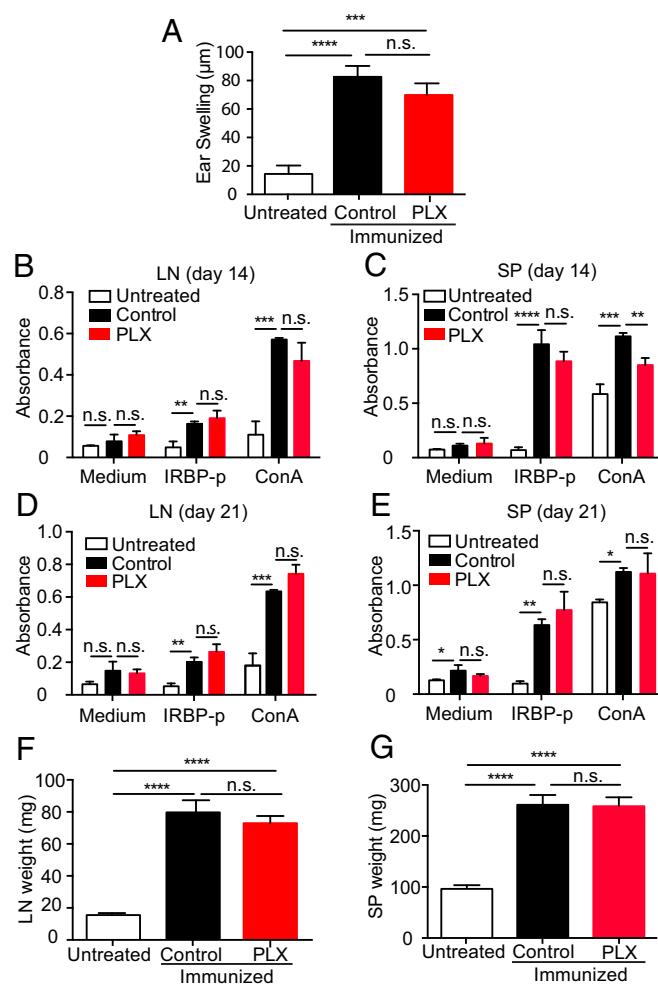 A
***
****
n.s.
Ear Swelling (µm)
100
80
60
40
20
0
Untreated
Control
PLX
Immunized
B
LN (day 14)
Untreated
Control
PLX
Absorbance
0.6
0.4
0.2
0
n.s.
n.s.
**
n.s.
***
n.s.
Medium
IRBP-p
ConA
C
SP (day 14)
Untreated
Control
PLX
Absorbance
1.5
1.0
0.5
0
n.s.
n.s.
****
n.s.
***
**
Medium
IRBP-p
ConA
D
LN (day 21)
Untreated
Control
PLX
Absorbance
1.0
0.8
0.6
0.4
0.2
0
n.s.
n.s.
**
n.s.
***
n.s.
Medium
IRBP-p
ConA
E
SP (day 21)
Untreated
Control
PLX
Absorbance
1.5
1.0
0.5
0
*
n.s.
**
n.s.
*
n.s.
Medium
IRBP-p
ConA
F
****
****
n.s.
LN weight (mg)
100
80
60
40
20
0
Untreated
Control
PLX
Immunized
G
****
****
n.s.
SP weight (mg)
300
200
100
0
Untreated
Control
PLX
Immunized